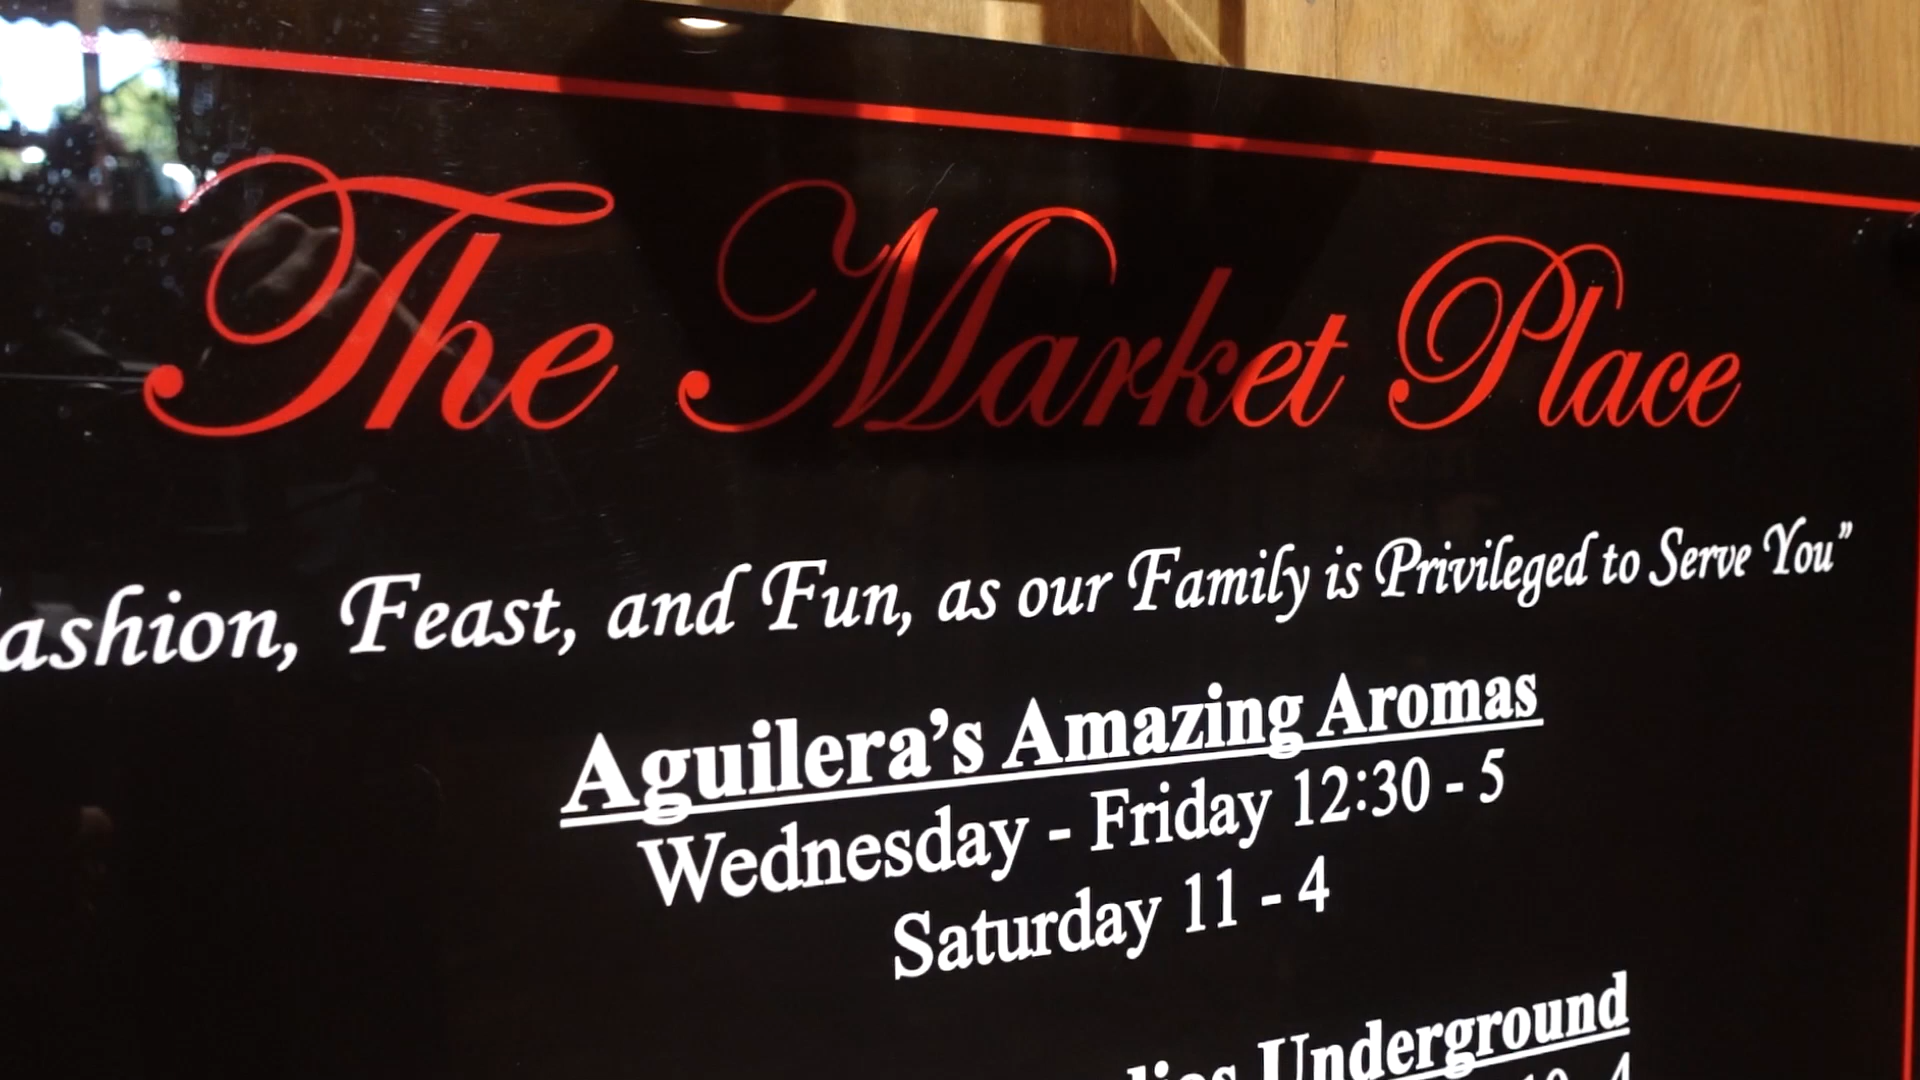 The Market Place
Fashion, Feast, and Fun, as our Family is Privileged to Serve You”
Aguilera’s Amazing Aromas
Wednesday - Friday 12:30 - 5
Saturday 11 - 4
Underground